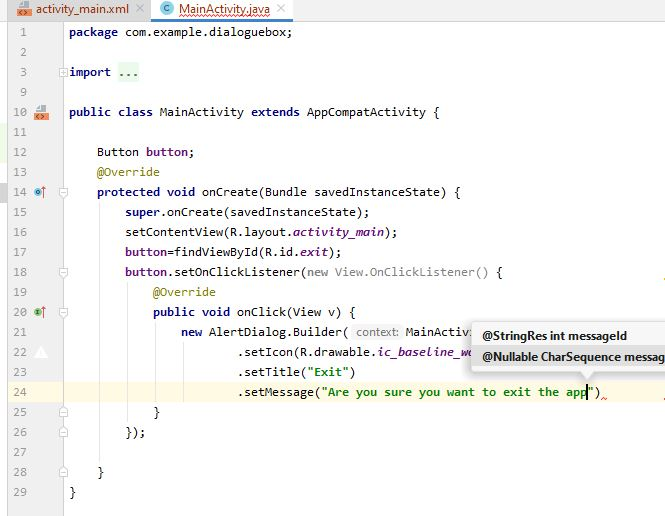 activity_main.xml MainActivity.java
1 package com.example.dialoguebox;
2
3 import ...
9
10 public class MainActivity extends AppCompatActivity {
11
12 Button button;
13 @Override
14 protected void onCreate(Bundle savedInstanceState) {
15 super.onCreate(savedInstanceState);
16 setContentView(R.layout.activity_main);
17 button=findViewById(R.id.exit);
18 button.setOnClickListener(new View.OnClickListener() {
19 @Override
20 public void onClick(View v) {
21 new AlertDialog.Builder( context: MainActiv
@StringRes int messageId
22 .setIcon(R.drawable.ic_baseline_w
@Nullable CharSequence messag
23 .setTitle("Exit")
24 .setMessage("Are you sure you want to exit the app")
25 }
26 });
27
28 }
29 }